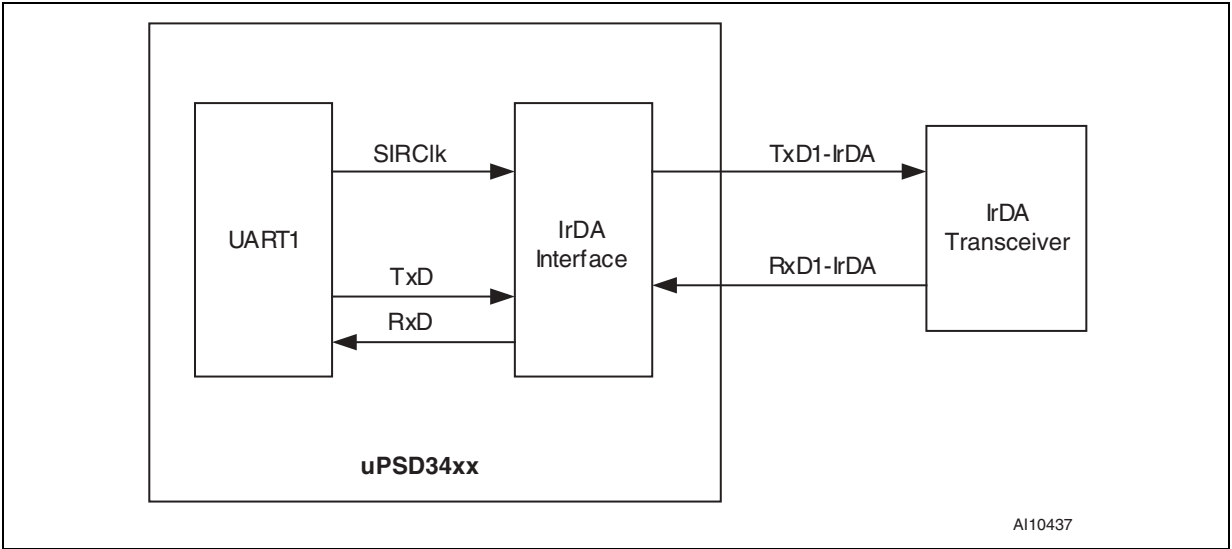 SIRClk
UART1
TxD
RxD
IrDA
Interface
TxD1-IrDA
RxD1-IrDA
IrDA
Transceiver
uPSD34xx
AI10437